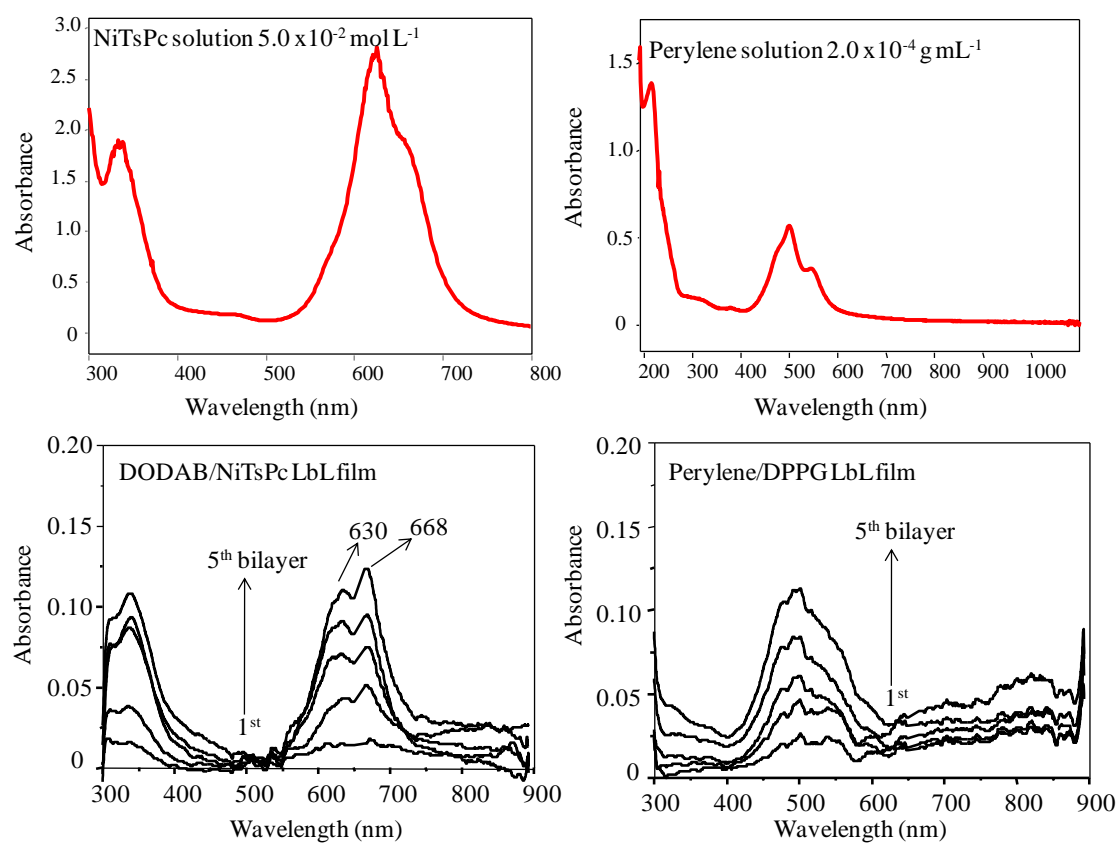 NiTsPc solution 5.0 x10⁻² mol L⁻¹
3.0
2.5
2.0
1.5
1.0
0.5
0
Absorbance
300 400 500 600 700 800
Wavelength (nm)
Perylene solution 2.0 x10⁻⁴ g mL⁻¹
1.5
1.0
0.5
0
Absorbance
200 300 400 500 600 700 800 900 1000
Wavelength (nm)
DODAB/NiTsPc LbL film
0.20
0.15
0.10
0.05
0
Absorbance
630
668
5ᵗʰ bilayer
1ˢᵗ
300 400 500 600 700 800 900
Wavelength (nm)
Perylene/DPPG LbL film
0.20
0.15
0.10
0.05
0
Absorbance
5ᵗʰ bilayer
1ˢᵗ
300 400 500 600 700 800 900
Wavelength (nm)